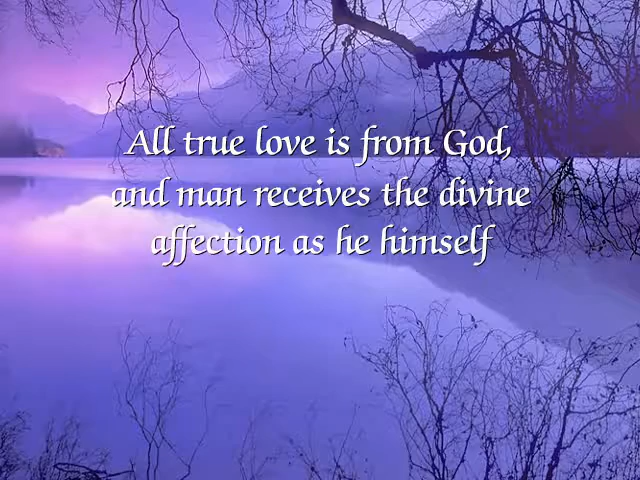 All true love is from God,
and man receives the divine
affection as he himself